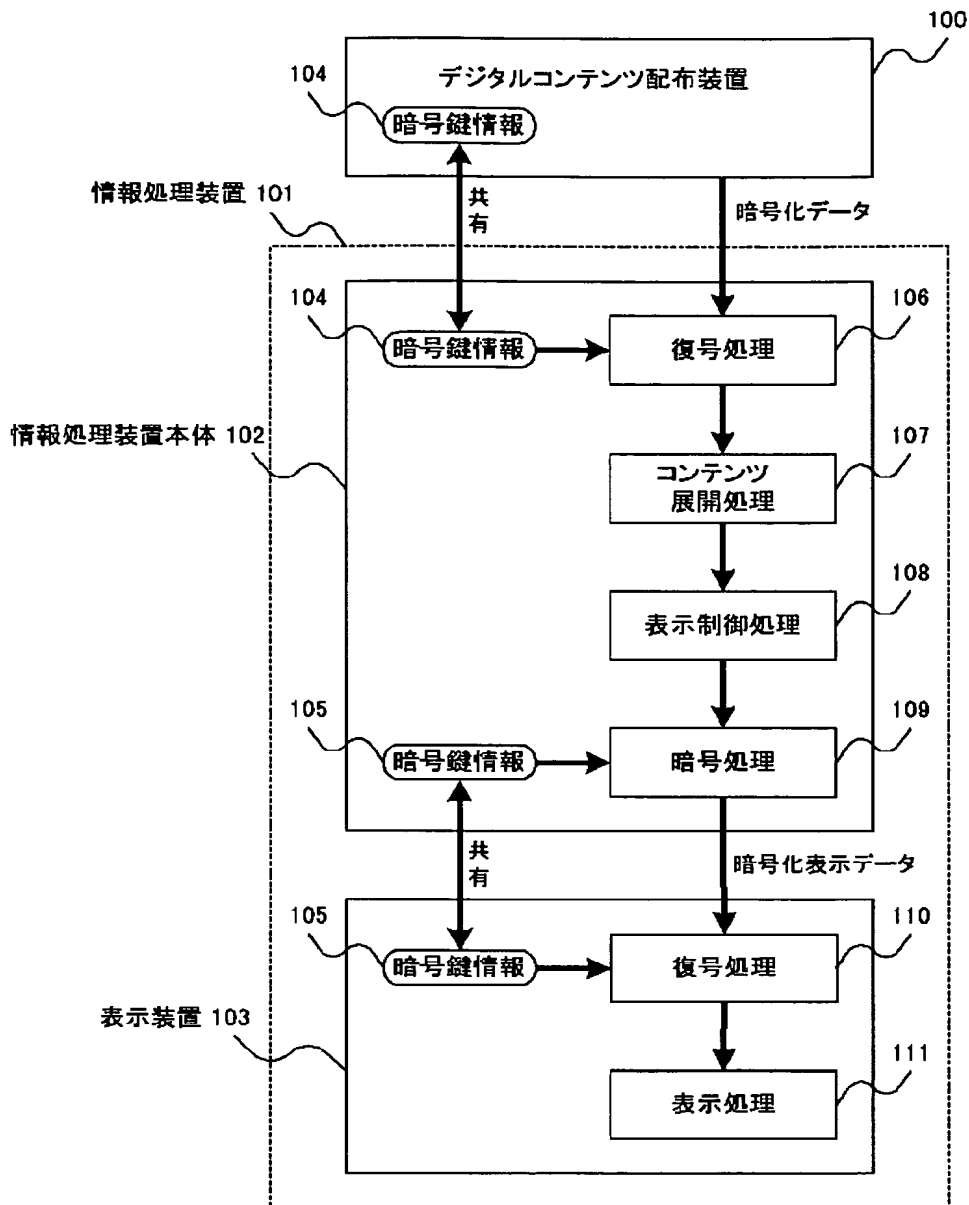 100
デジタルコンテンツ配布装置
104
暗号鍵情報
情報処理装置 101
共有
暗号化データ
104
暗号鍵情報
106
復号処理
情報処理装置本体 102
107
コンテンツ
展開処理
108
表示制御処理
105
暗号鍵情報
109
暗号処理
共有
暗号化表示データ
105
暗号鍵情報
110
復号処理
表示装置 103
111
表示処理